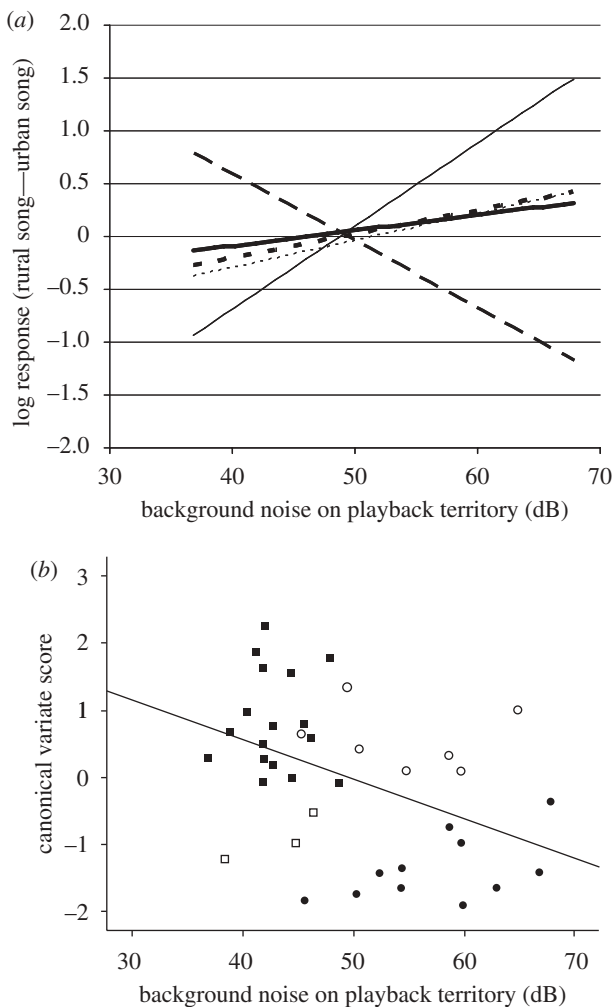 (a)
2.0
1.5
1.0
0.5
0
−0.5
−1.0
−1.5
−2.0
log response (rural song—urban song)
30 40 50 60 70
background noise on playback territory (dB)
(b)
3
2
1
0
−1
−2
canonical variate score
30 40 50 60 70
background noise on playback territory (dB)